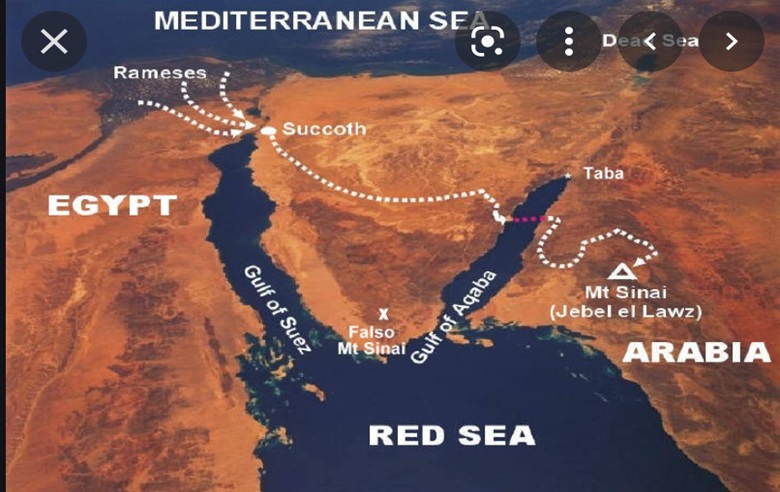 MEDITERRANEAN SEA
Dead Sea
Rameses
Succoth
Taba
EGYPT
Gulf of Suez
Gulf of Aqaba
Mt Sinai
(Jebel el Lawz)
X
Falso
Mt Sinai
ARABIA
RED SEA